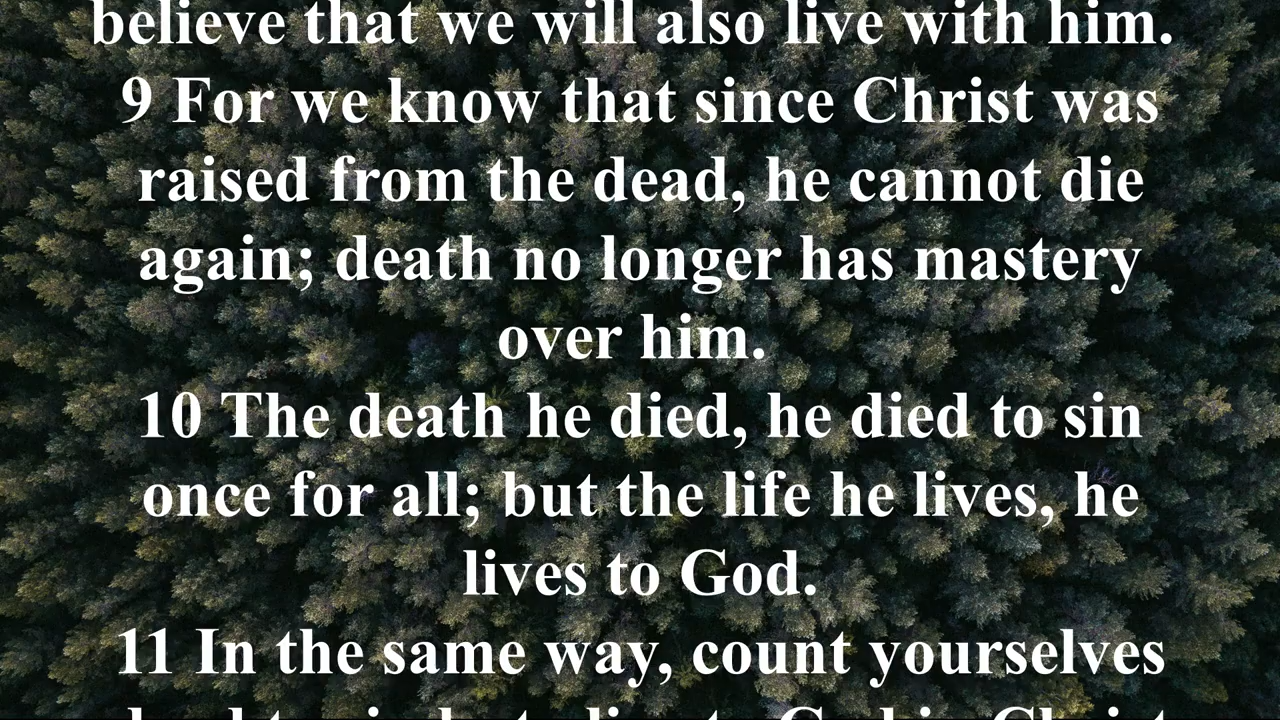 believe that we will also live with him.
9 For we know that since Christ was
raised from the dead, he cannot die
again; death no longer has mastery
over him.
10 The death he died, he died to sin
once for all; but the life he lives, he
lives to God.
11 In the same way, count yourselves